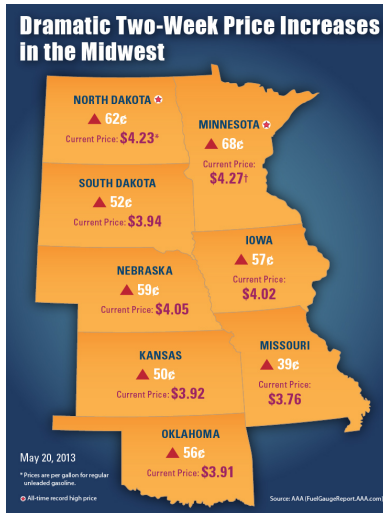 Dramatic Two-Week Price Increases
in the Midwest
NORTH DAKOTA
62¢
Current Price: $4.23*
MINNESOTA
68¢
Current Price:
$4.27†
SOUTH DAKOTA
52¢
Current Price: $3.94
IOWA
57¢
Current Price:
$4.02
NEBRASKA
59¢
Current Price: $4.05
MISSOURI
39¢
Current Price:
$3.76
KANSAS
50¢
Current Price: $3.92
OKLAHOMA
56¢
Current Price: $3.91
May 20, 2013
*Prices are per gallon for regular
unleaded gasoline.
All-time record high price
Source: AAA (FuelGaugeReport.AAA.com)